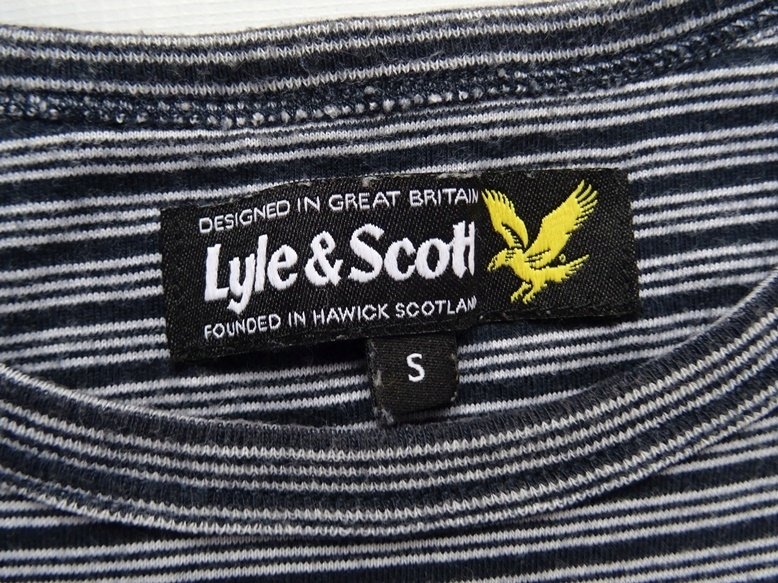 DESIGNED IN GREAT BRITAIN
Lyle & Scott
FOUNDED IN HAWICK SCOTLAND
S